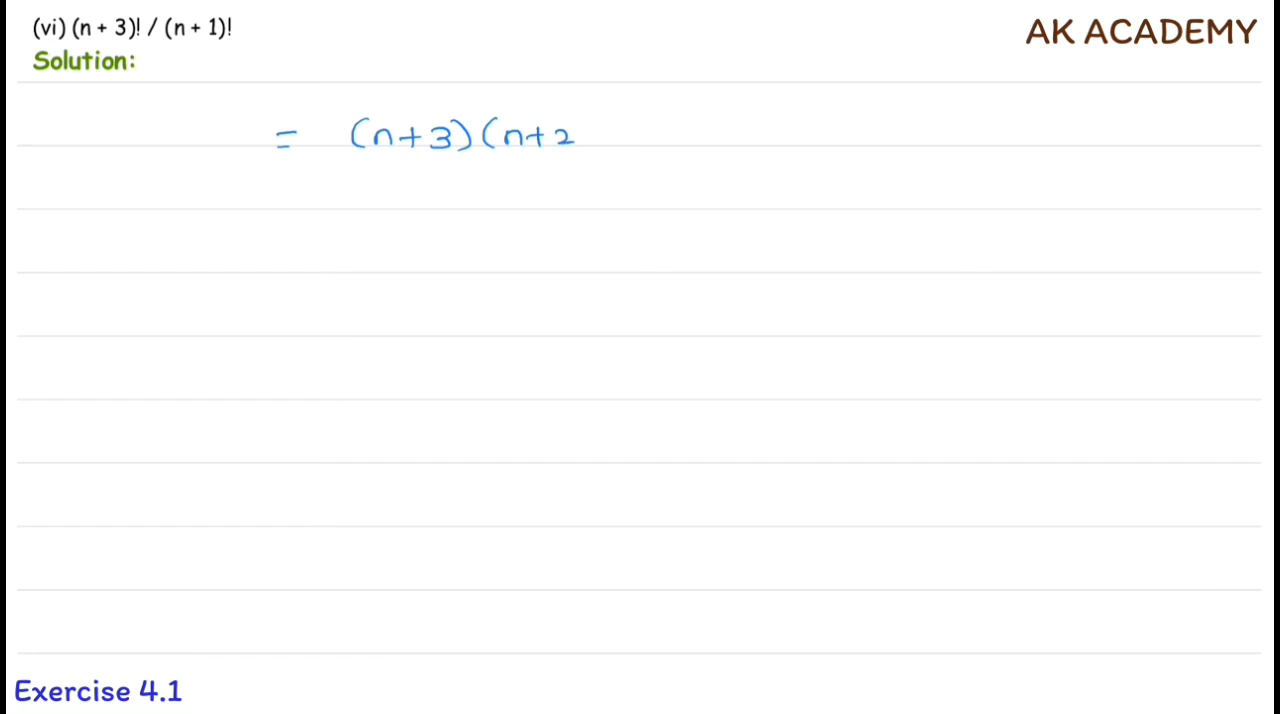 (vi) (n + 3)! / (n + 1)!
AK ACADEMY
Solution:
= (n+3)(n+2
Exercise 4.1